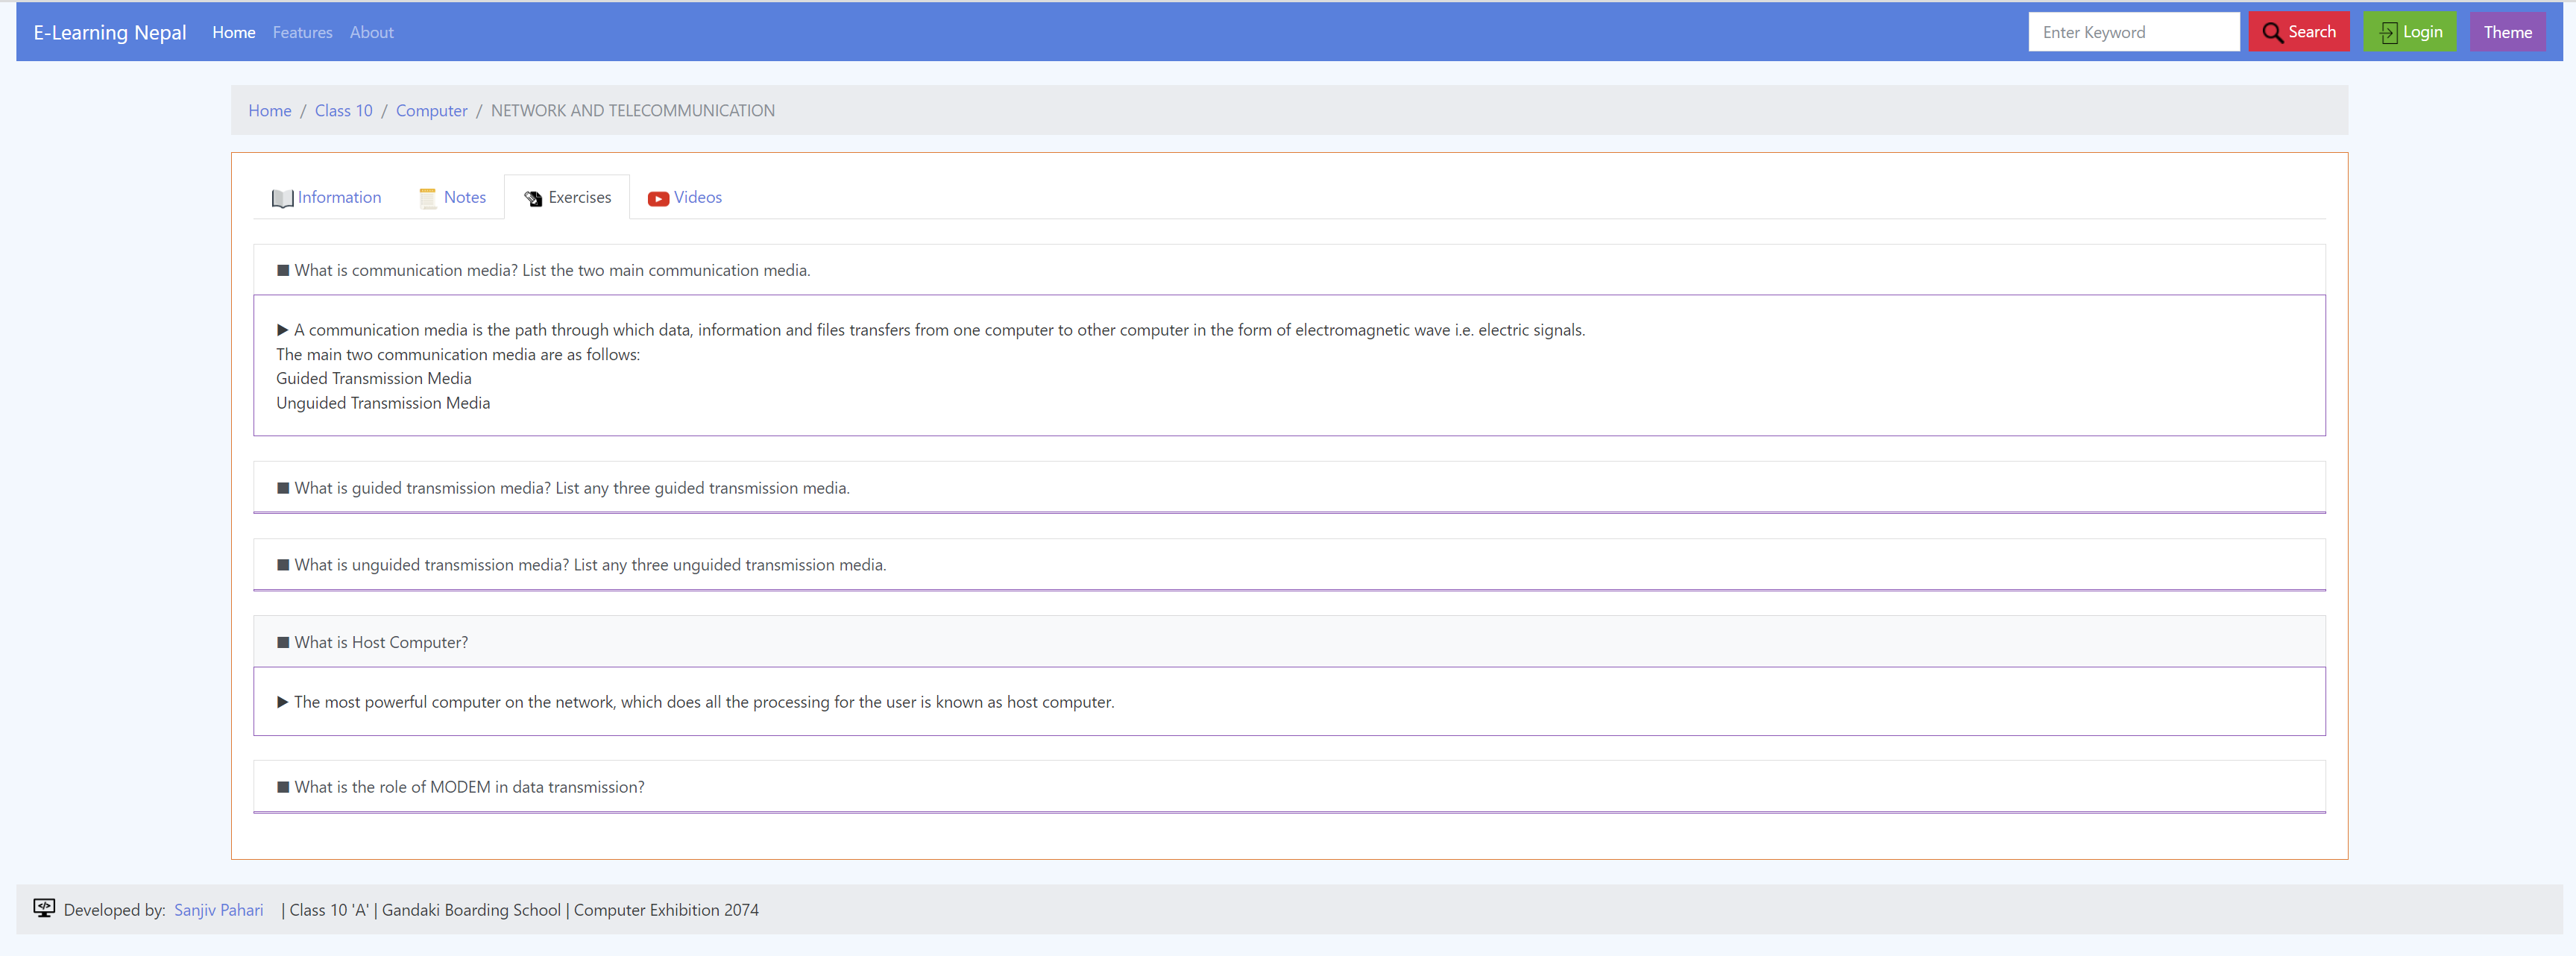 E-Learning Nepal Home Features About Enter Keyword Search Login Theme
Home / Class 10 / Computer / NETWORK AND TELECOMMUNICATION
Information Notes Exercises Videos
■ What is communication media? List the two main communication media.
▶ A communication media is the path through which data, information and files transfers from one computer to other computer in the form of electromagnetic wave i.e. electric signals.
The main two communication media are as follows:
Guided Transmission Media
Unguided Transmission Media
■ What is guided transmission media? List any three guided transmission media.
■ What is unguided transmission media? List any three unguided transmission media.
■ What is Host Computer?
▶ The most powerful computer on the network, which does all the processing for the user is known as host computer.
■ What is the role of MODEM in data transmission?
Developed by: Sanjiv Pahari | Class 10 'A' | Gandaki Boarding School | Computer Exhibition 2074